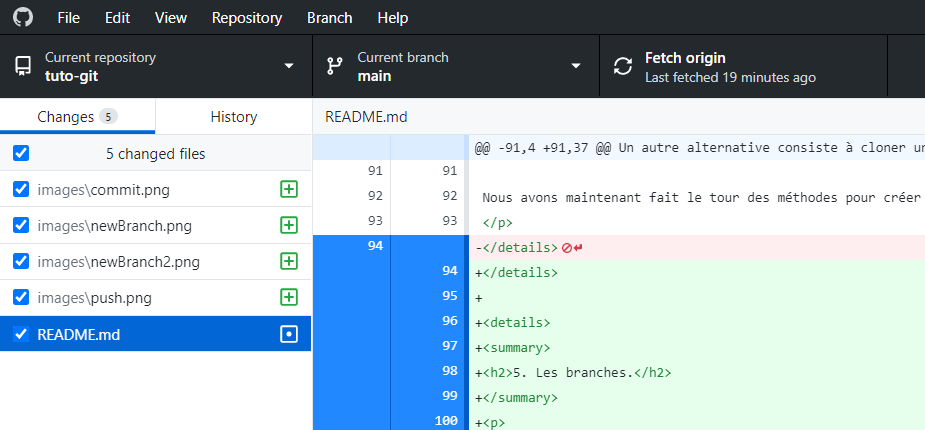 File Edit View Repository Branch Help
Current repository
tuto-git
Current branch
main
Fetch origin
Last fetched 19 minutes ago
Changes 5
History
README.md
5 changed files
images\commit.png
images\newBranch.png
images\newBranch2.png
images\push.png
README.md
@@ -91,4 +91,37 @@ Un autre alternative consiste à cloner un
91 91
92 92 Nous avons maintenant fait le tour des méthodes pour créer
93 93 </p>
94 -</details>
94 +</details>
95 +
96 +<details>
97 +<summary>
98 +<h2>5. Les branches.</h2>
99 +</summary>
100 +<p>